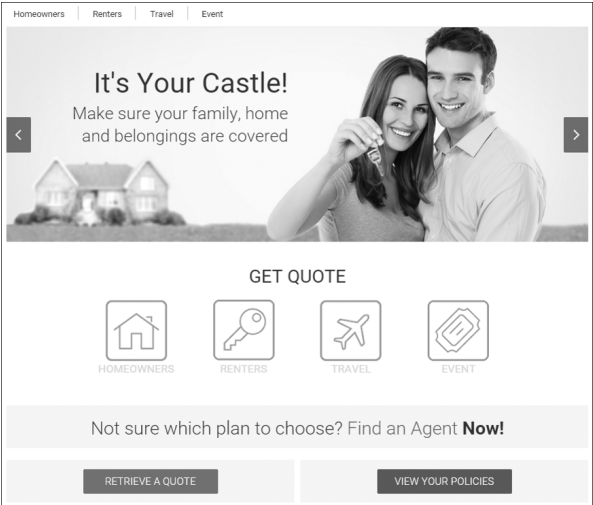 Homeowners Renters Travel Event
It's Your Castle!
Make sure your family, home
and belongings are covered
GET QUOTE
HOMEOWNERS RENTERS TRAVEL EVENT
Not sure which plan to choose? Find an Agent Now!
RETRIEVE A QUOTE VIEW YOUR POLICIES